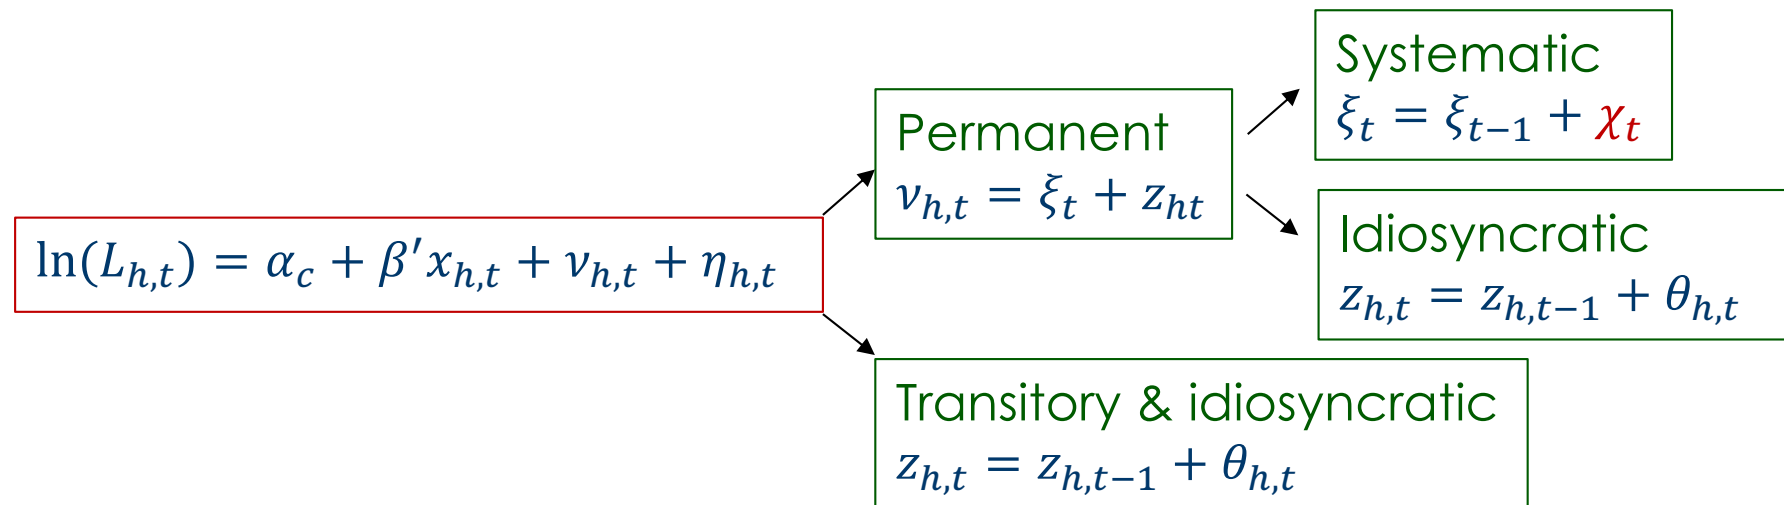 ln(L_{h,t}) = α_c + β′x_{h,t} + ν_{h,t} + η_{h,t}
Permanent
ν_{h,t} = ξ_t + z_{ht}
Systematic
ξ_t = ξ_{t−1} + χ_t
Idiosyncratic
z_{h,t} = z_{h,t−1} + θ_{h,t}
Transitory & idiosyncratic
z_{h,t} = z_{h,t−1} + θ_{h,t}